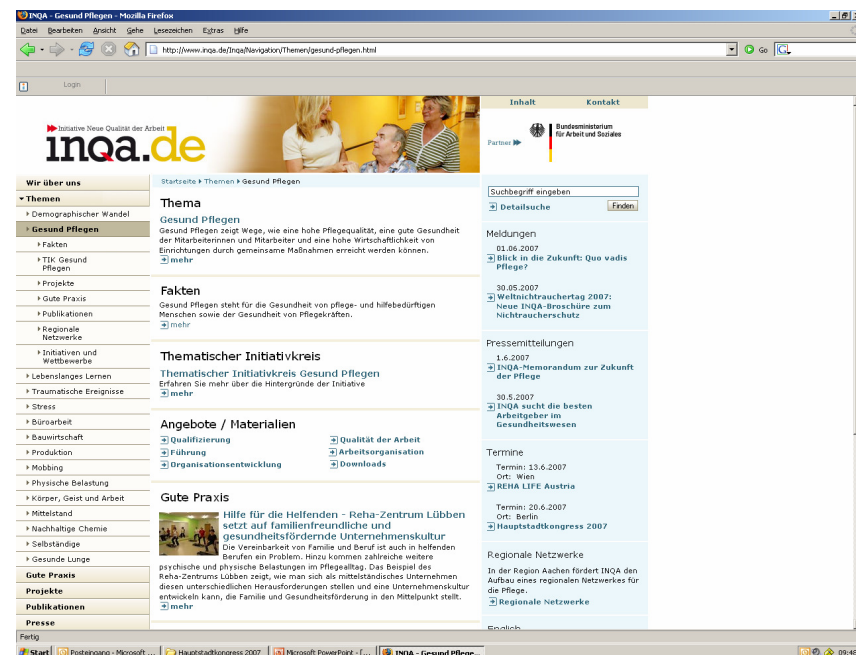 INQA - Gesund Pflegen - Mozilla Firefox
Datei Bearbeiten Ansicht Gehe Lesezeichen Extras Hilfe
http://www.inqa.de/Inqa/Navigation/Themen/gesund-pflegen.html
Go
Login
Initiative Neue Qualität der Arbeit
inqa.de
Inhalt Kontakt
Partner
Bundesministerium
für Arbeit und Soziales
Wir über uns
Themen
Demographischer Wandel
Gesund Pflegen
Fakten
TIK Gesund
Pflegen
Projekte
Gute Praxis
Publikationen
Regionale
Netzwerke
Initiativen und
Wettbewerbe
Lebenslanges Lernen
Traumatische Ereignisse
Stress
Büroarbeit
Bauwirtschaft
Produktion
Mobbing
Physische Belastung
Körper, Geist und Arbeit
Mittelstand
Nachhaltige Chemie
Selbständige
Gesunde Lunge
Gute Praxis
Projekte
Publikationen
Presse
Startseite Themen Gesund Pflegen
Thema
Gesund Pflegen
Gesund Pflegen zeigt Wege, wie eine hohe Pflegequalität, eine gute Gesundheit
der Mitarbeiterinnen und Mitarbeiter und eine hohe Wirtschaftlichkeit von
Einrichtungen durch gemeinsame Maßnahmen erreicht werden können.
mehr
Fakten
Gesund Pflegen steht für die Gesundheit von pflege- und hilfebedürftigen
Menschen sowie der Gesundheit von Pflegekräften.
mehr
Thematischer Initiativkreis
Thematischer Initiativkreis Gesund Pflegen
Erfahren Sie mehr über die Hintergründe der Initiative
mehr
Angebote / Materialien
Qualifizierung Qualität der Arbeit
Führung Arbeitsorganisation
Organisationsentwicklung Downloads
Gute Praxis
Hilfe für die Helfenden - Reha-Zentrum Lübben
setzt auf familienfreundliche und
gesundheitsfördernde Unternehmenskultur
Die Vereinbarkeit von Familie und Beruf ist auch in helfenden
Berufen ein Problem. Hinzu kommen zahlreiche weitere
psychische und physische Belastungen im Pflegealltag. Das Beispiel des
Reha-Zentrums Lübben zeigt, wie man sich als mittelständisches Unternehmen
diesen unterschiedlichen Herausforderungen stellen und eine Unternehmenskultur
entwickeln kann, die Familie und Gesundheitsförderung in den Mittelpunkt stellt.
mehr
Suchbegriff eingeben
Detailsuche Finden
Meldungen
01.06.2007
Blick in die Zukunft: Quo vadis
Pflege?
30.05.2007
Weltnichtrauchertag 2007:
Neue INQA-Broschüre zum
Nichtraucherschutz
Pressemitteilungen
1.6.2007
INQA-Memorandum zur Zukunft
der Pflege
30.5.2007
INQA sucht die besten
Arbeitgeber im
Gesundheitswesen
Termine
Termin: 13.6.2007
Ort: Wien
REHA LIFE Austria
Termin: 20.6.2007
Ort: Berlin
Hauptstadtkongress 2007
Regionale Netzwerke
In der Region Aachen fördert INQA den
Aufbau eines regionalen Netzwerkes für
die Pflege.
Regionale Netzwerke
English
Fertig
Start Posteingang - Microsoft ... Hauptstadtkongress 2007 Microsoft PowerPoint - [... INQA - Gesund Pflege... 09:48